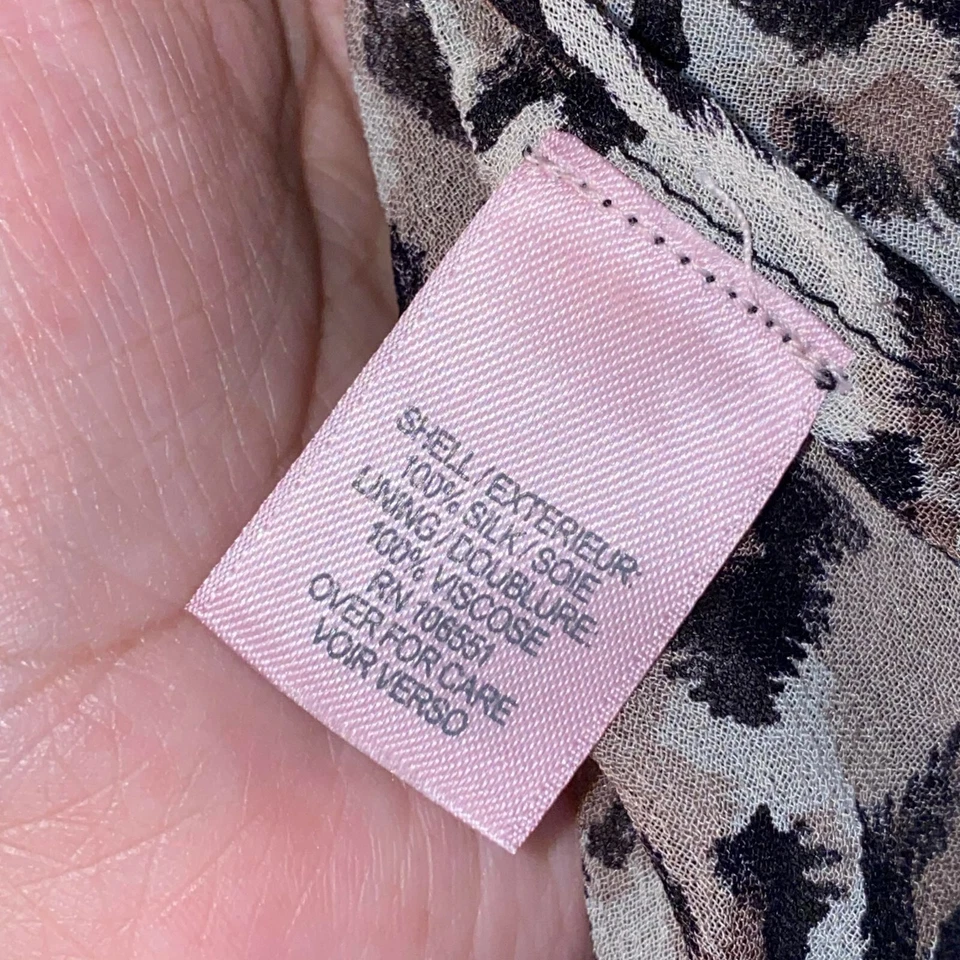 SHELL/EXTERIEUR:
100% SILK/SOIE
LINING/DOUBLURE:
100% VISCOSE
RN 106551
OVER FOR CARE
VOIR VERSO